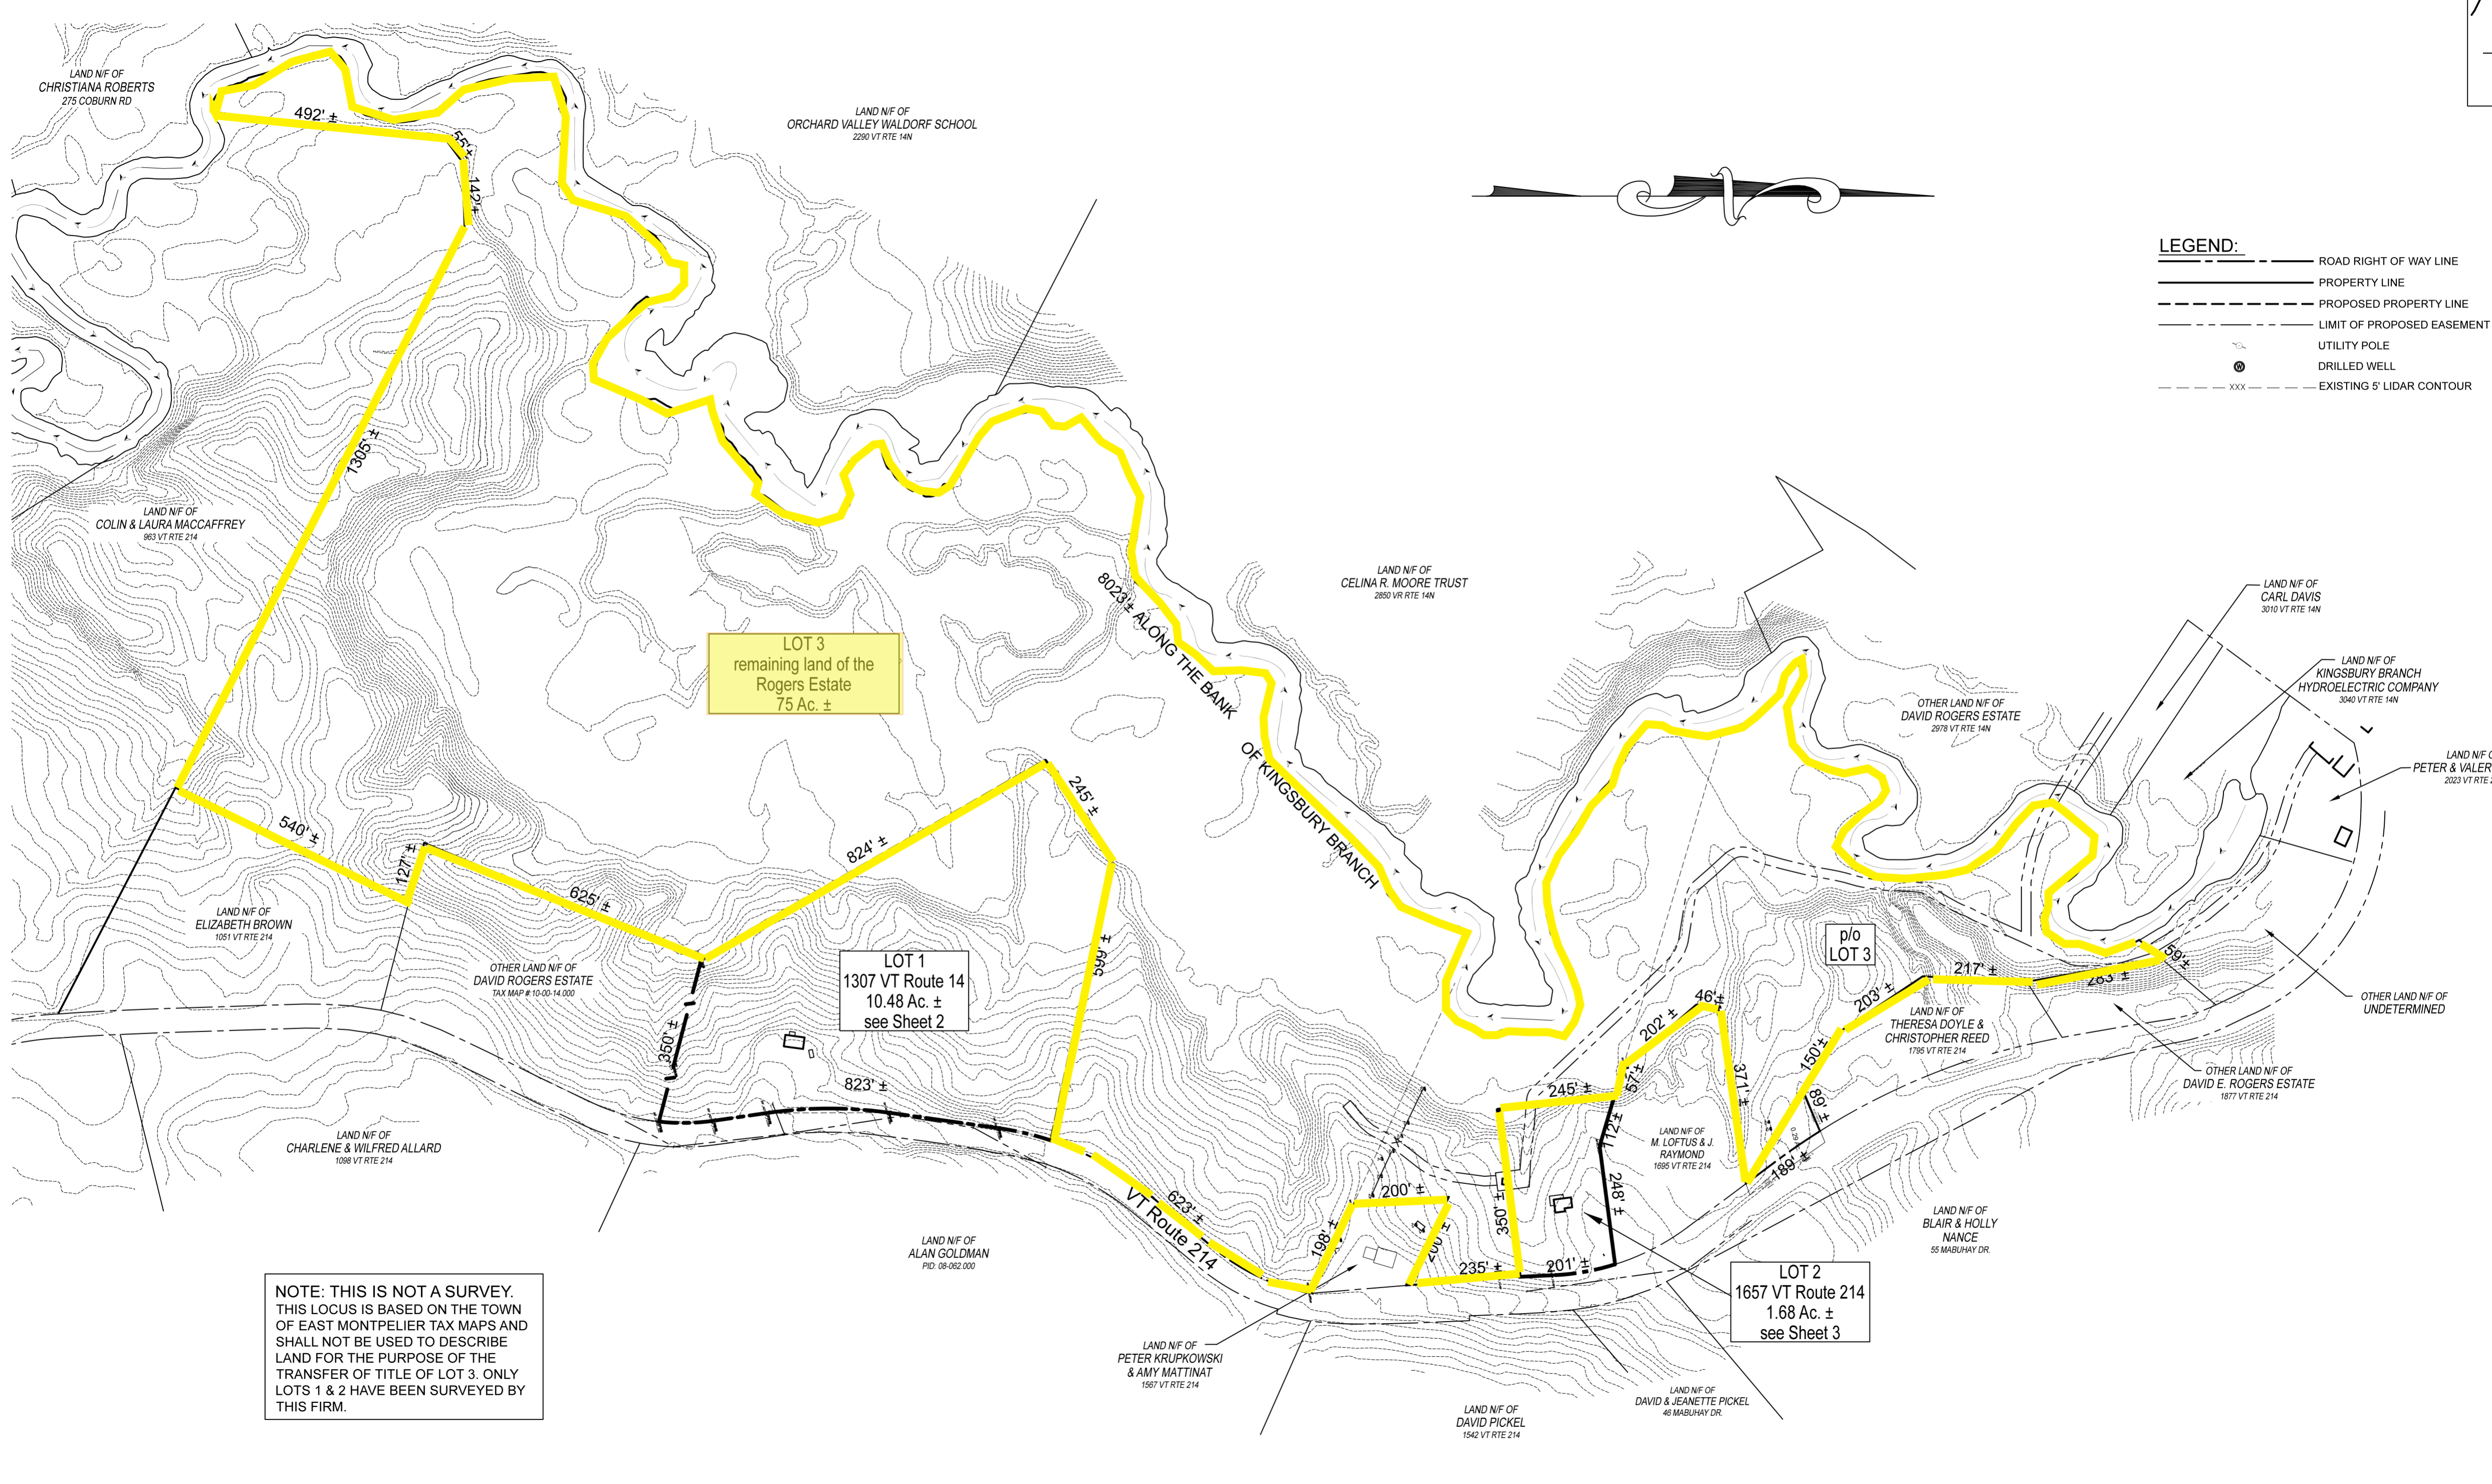 LAND N/F OF
CHRISTIANA ROBERTS
275 COBURN RD
492' ±
55'±
142'±
LAND N/F OF
ORCHARD VALLEY WALDORF SCHOOL
2290 VT RTE 14N
LEGEND:
ROAD RIGHT OF WAY LINE
PROPERTY LINE
PROPOSED PROPERTY LINE
LIMIT OF PROPOSED EASEMENT
UTILITY POLE
W DRILLED WELL
XXX EXISTING 5' LIDAR CONTOUR
1305' ±
LAND N/F OF
COLIN & LAURA MACCAFFREY
963 VT RTE 214
LAND N/F OF
CELINA R. MOORE TRUST
2850 VR RTE 14N
8023'± ALONG THE BANK
OF KINGSBURY BRANCH
LAND N/F OF
CARL DAVIS
3010 VT RTE 14N
LAND N/F OF
KINGSBURY BRANCH
HYDROELECTRIC COMPANY
3040 VT RTE 14N
LOT 3
remaining land of the
Rogers Estate
75 Ac. ±
OTHER LAND N/F OF
DAVID ROGERS ESTATE
2978 VT RTE 14N
LAND N/F
PETER &
2023 VT RTE
540' ±
127' ±
625' ±
824' ±
245' ±
599' ±
LAND N/F OF
ELIZABETH BROWN
1051 VT RTE 214
OTHER LAND N/F OF
DAVID ROGERS ESTATE
TAX MAP #:10-00-14.000
LOT 1
1307 VT Route 14
10.48 Ac. ±
see Sheet 2
350' ±
823' ±
p/o
LOT 3
217' ±
283' ±
59'±
203' ±
46'±
202' ±
LAND N/F OF
THERESA DOYLE &
CHRISTOPHER REED
1795 VT RTE 214
OTHER LAND N/F OF
UNDETERMINED
OTHER LAND N/F OF
DAVID E. ROGERS ESTATE
1877 VT RTE 214
150'±
371' ±
57'±
245' ±
89' ±
112'±
189' ±
LAND N/F OF
M. LOFTUS & J.
RAYMOND
1695 VT RTE 214
LAND N/F OF
CHARLENE & WILFRED ALLARD
1098 VT RTE 214
623' ±
VT Route 214
198' ±
200' ±
200' ±
350' ±
248' ±
235' ±
201' ±
LAND N/F OF
ALAN GOLDMAN
PID: 08-062.000
LAND N/F OF
BLAIR & HOLLY
NANCE
55 MABUHAY DR.
LOT 2
1657 VT Route 214
1.68 Ac. ±
see Sheet 3
NOTE: THIS IS NOT A SURVEY.
THIS LOCUS IS BASED ON THE TOWN
OF EAST MONTPELIER TAX MAPS AND
SHALL NOT BE USED TO DESCRIBE
LAND FOR THE PURPOSE OF THE
TRANSFER OF TITLE OF LOT 3. ONLY
LOTS 1 & 2 HAVE BEEN SURVEYED BY
THIS FIRM.
LAND N/F OF
PETER KRUPKOWSKI
& AMY MATTINAT
1567 VT RTE 214
LAND N/F OF
DAVID & JEANETTE PICKEL
46 MABUHAY DR.
LAND N/F OF
DAVID PICKEL
1542 VT RTE 214